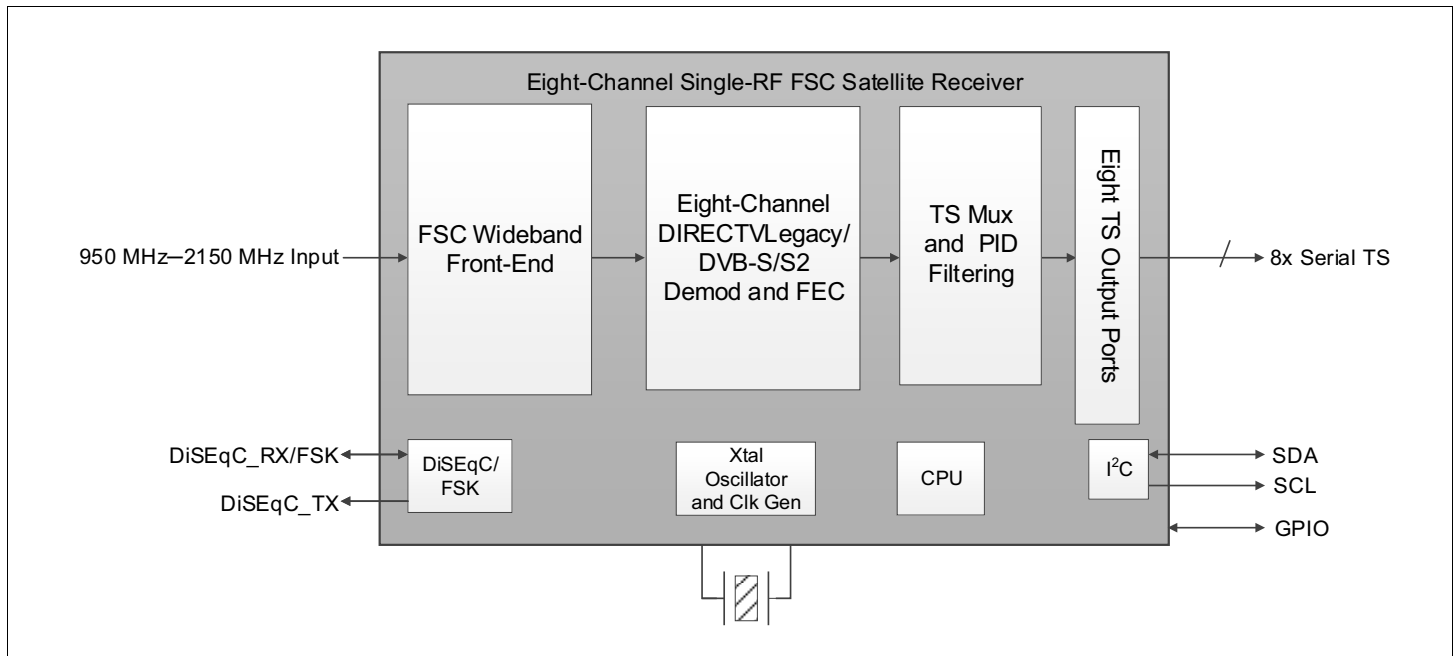 Eight-Channel Single-RF FSC Satellite Receiver
950 MHz–2150 MHz Input
FSC Wideband
Front-End
Eight-Channel
DIRECTVLegacy/
DVB-S/S2
Demod and FEC
TS Mux
and PID
Filtering
Eight TS Output Ports
8x Serial TS
DiSEqC_RX/FSK
DiSEqC_TX
DiSEqC/
FSK
Xtal
Oscillator
and Clk Gen
CPU
I²C
SDA
SCL
GPIO